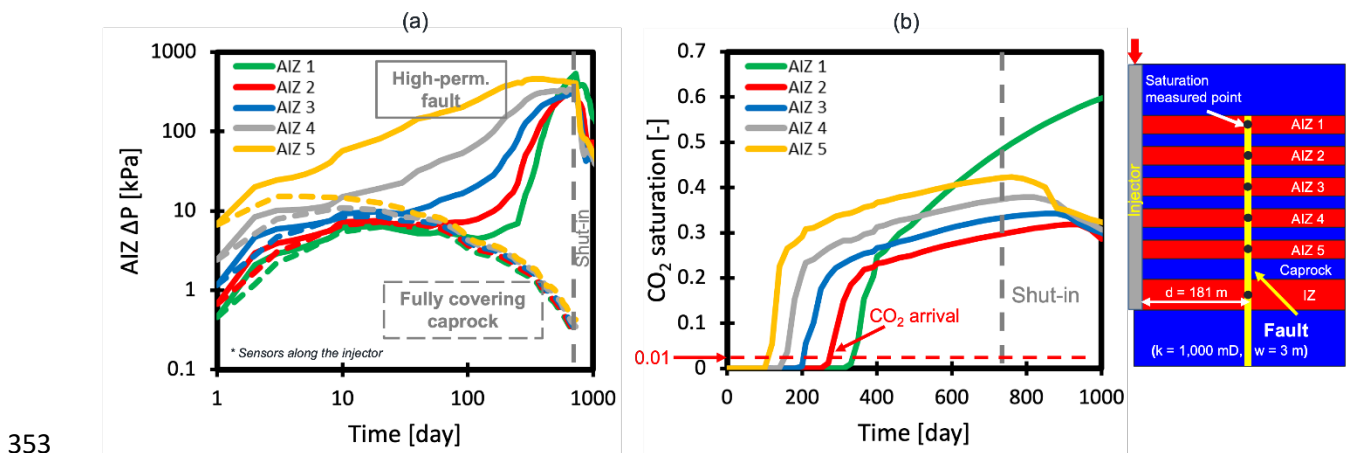 (a)
AIZ ΔP [kPa]
1000
100
10
1
0.1
AIZ 1
AIZ 2
AIZ 3
AIZ 4
AIZ 5
High-perm.
fault
Fully covering
caprock
Shut-in
* Sensors along the injector
1
10
100
1000
Time [day]
(b)
CO2 saturation [-]
0.7
0.6
0.5
0.4
0.3
0.2
0.1
0
0.01
AIZ 1
AIZ 2
AIZ 3
AIZ 4
AIZ 5
Shut-in
CO2 arrival
0
200
400
600
800
1000
Time [day]
Injector
Saturation
measured point
AIZ 1
AIZ 2
AIZ 3
AIZ 4
AIZ 5
Caprock
d = 181 m
IZ
Fault
(k = 1,000 mD, w = 3 m)
353